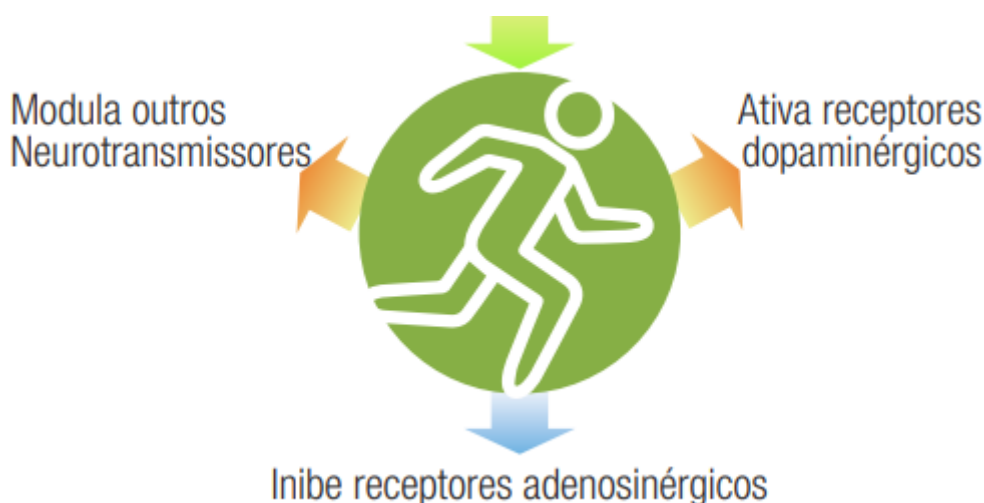 Modula outros
Neurotransmissores
Ativa receptores
dopaminérgicos
Inibe receptores adenosinérgicos